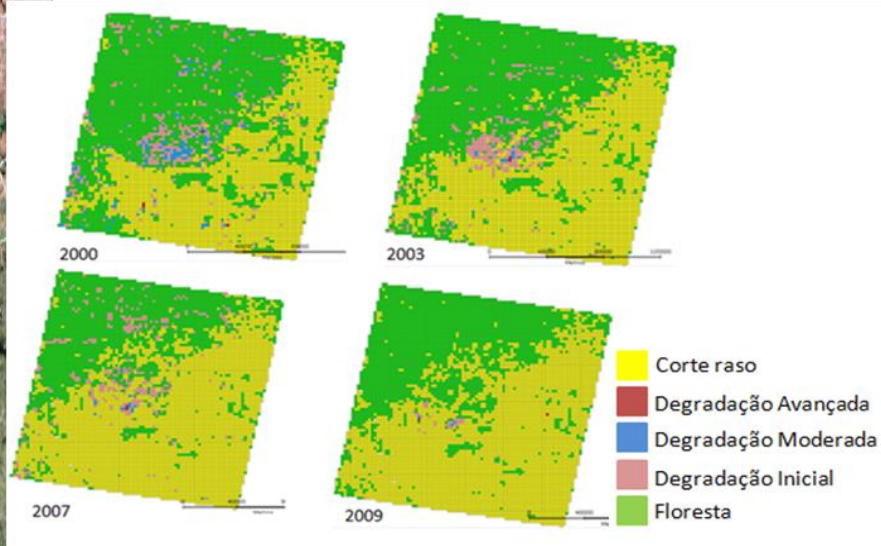 2000
2003
2007
2009
Corte raso
Degradação Avançada
Degradação Moderada
Degradação Inicial
Floresta